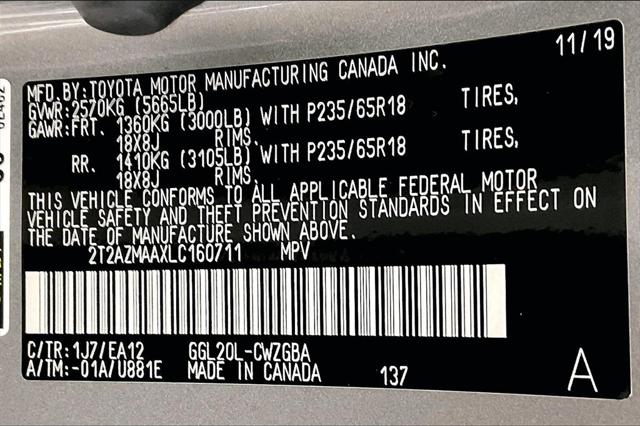 11/19
MFD.BY:TOYOTA MOTOR MANUFACTURING CANADA INC.
GVWR:2570KG (5665LB)
GAWR:FRT. 1360KG (3000LB) WITH P235/65R18 TIRES,
18X8J RIMS.
RR. 1410KG (3105LB) WITH P235/65R18 TIRES,
18X8J RIMS.
THIS VEHICLE CONFORMS TO ALL APPLICABLE FEDERAL MOTOR
VEHICLE SAFETY AND THEFT PREVENTION STANDARDS IN EFFECT ON
THE DATE OF MANUFACTURE SHOWN ABOVE.
2T2AZMAAXLC160711 MPV
C/TR:1J7/EA12 GGL20L-CWZGBA
A/TM:-01A/U881E MADE IN CANADA 137 A